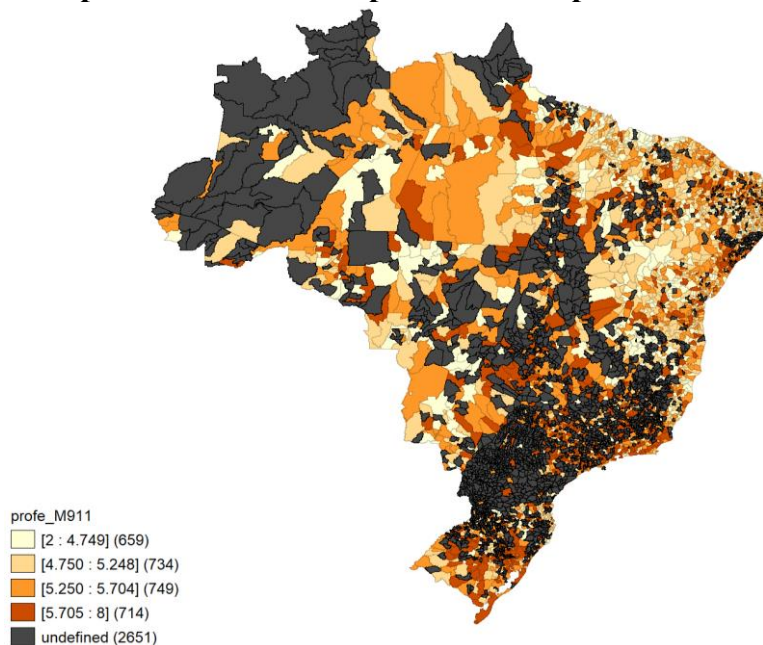 profe_M911
[2 : 4.749] (659)
[4.750 : 5.248] (734)
[5.250 : 5.704] (749)
[5.705 : 8] (714)
undefined (2651)